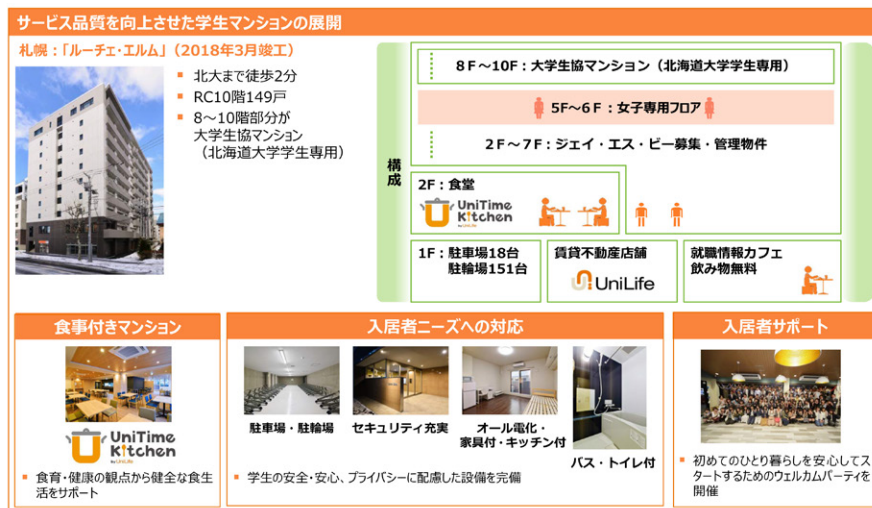 サービス品質を向上させた学生マンションの展開
札幌：「ルーチェ・エルム」（2018年3月竣工）
▪ 北大まで徒歩2分
▪ RC10階149戸
▪ 8～10階部分が
大学生協マンション
（北海道大学学生専用）
構成
８Ｆ～10Ｆ：大学生協マンション（北海道大学学生専用）
5F～6Ｆ：女子専用フロア
２Ｆ～７Ｆ：ジェイ・エス・ビー募集・管理物件
2F：食堂
UniTime
Kitchen
by UniLife
1F：駐車場18台
駐輪場151台
賃貸不動産店舗
UniLife
就職情報カフェ
飲み物無料
食事付きマンション
UniTime
Kitchen
by UniLife
▪ 食育・健康の観点から健全な食生
活をサポート
入居者ニーズへの対応
駐車場・駐輪場
セキュリティ充実
オール電化・
家具付・キッチン付
バス・トイレ付
▪ 学生の安全・安心、プライバシーに配慮した設備を完備
入居者サポート
▪ 初めてのひとり暮らしを安心してス
タートするためのウェルカムパーティを
開催